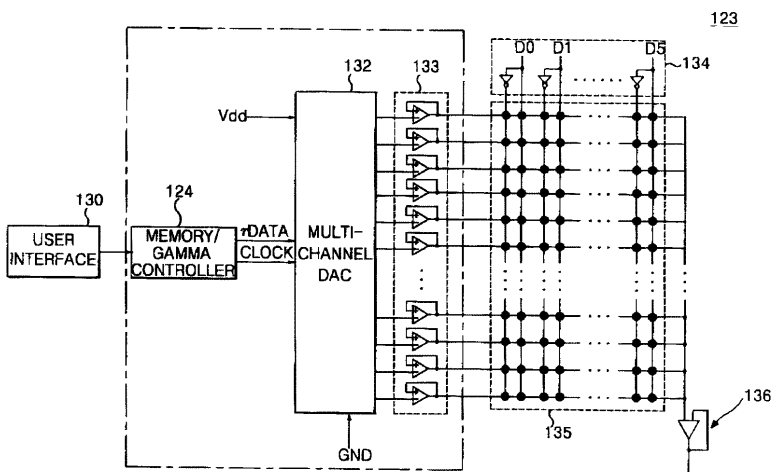 123
D0 D1 D5
134
132
133
Vdd
130
124
USER
INTERFACE
MEMORY/
GAMMA
CONTROLLER
rDATA
CLOCK
MULTI-
CHANNEL
DAC
GND
135
136